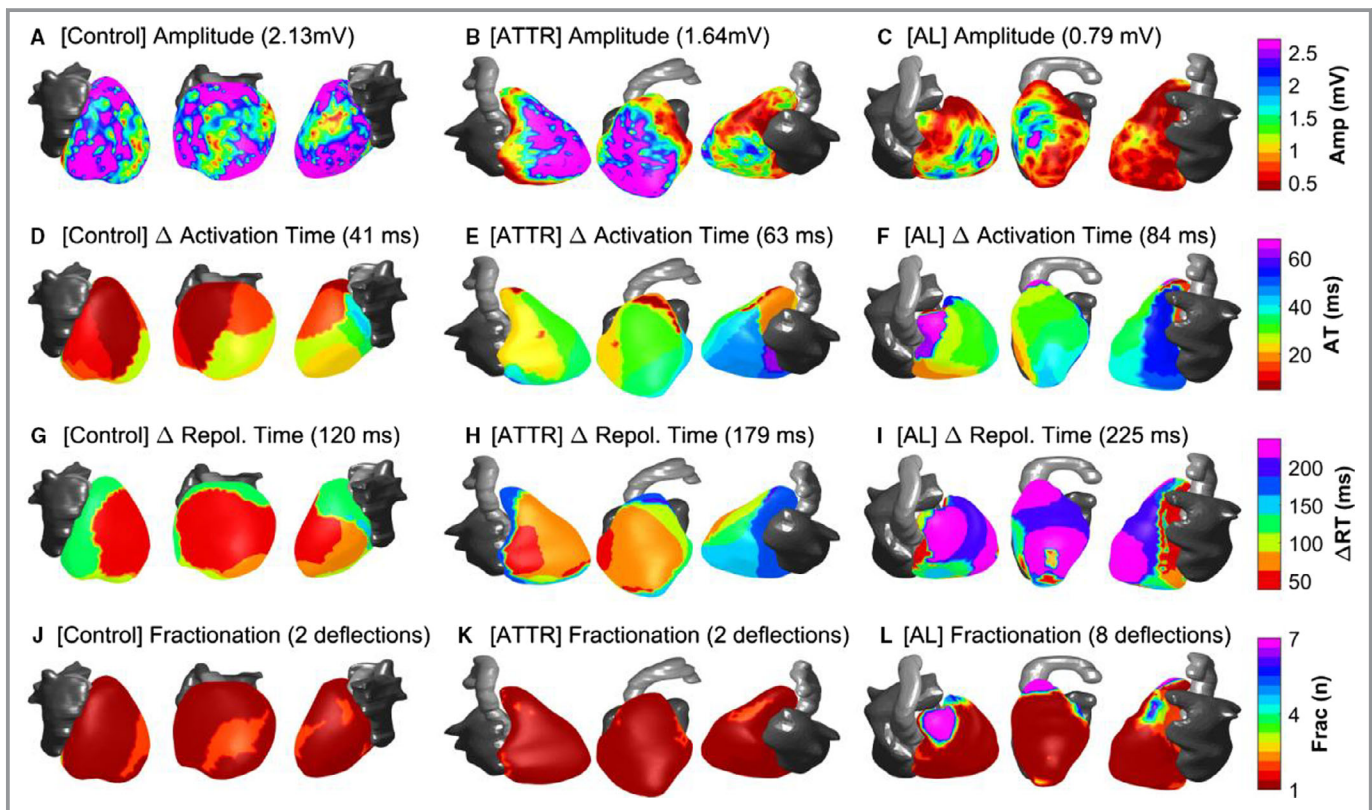 A [Control] Amplitude (2.13mV)
B [ATTR] Amplitude (1.64mV)
C [AL] Amplitude (0.79 mV)
2.5
2
1.5
1
0.5
Amp (mV)
D [Control] Δ Activation Time (41 ms)
E [ATTR] Δ Activation Time (63 ms)
F [AL] Δ Activation Time (84 ms)
60
40
20
AT (ms)
G [Control] Δ Repol. Time (120 ms)
H [ATTR] Δ Repol. Time (179 ms)
I [AL] Δ Repol. Time (225 ms)
200
150
100
50
ΔRT (ms)
J [Control] Fractionation (2 deflections)
K [ATTR] Fractionation (2 deflections)
L [AL] Fractionation (8 deflections)
7
4
1
Frac (n)